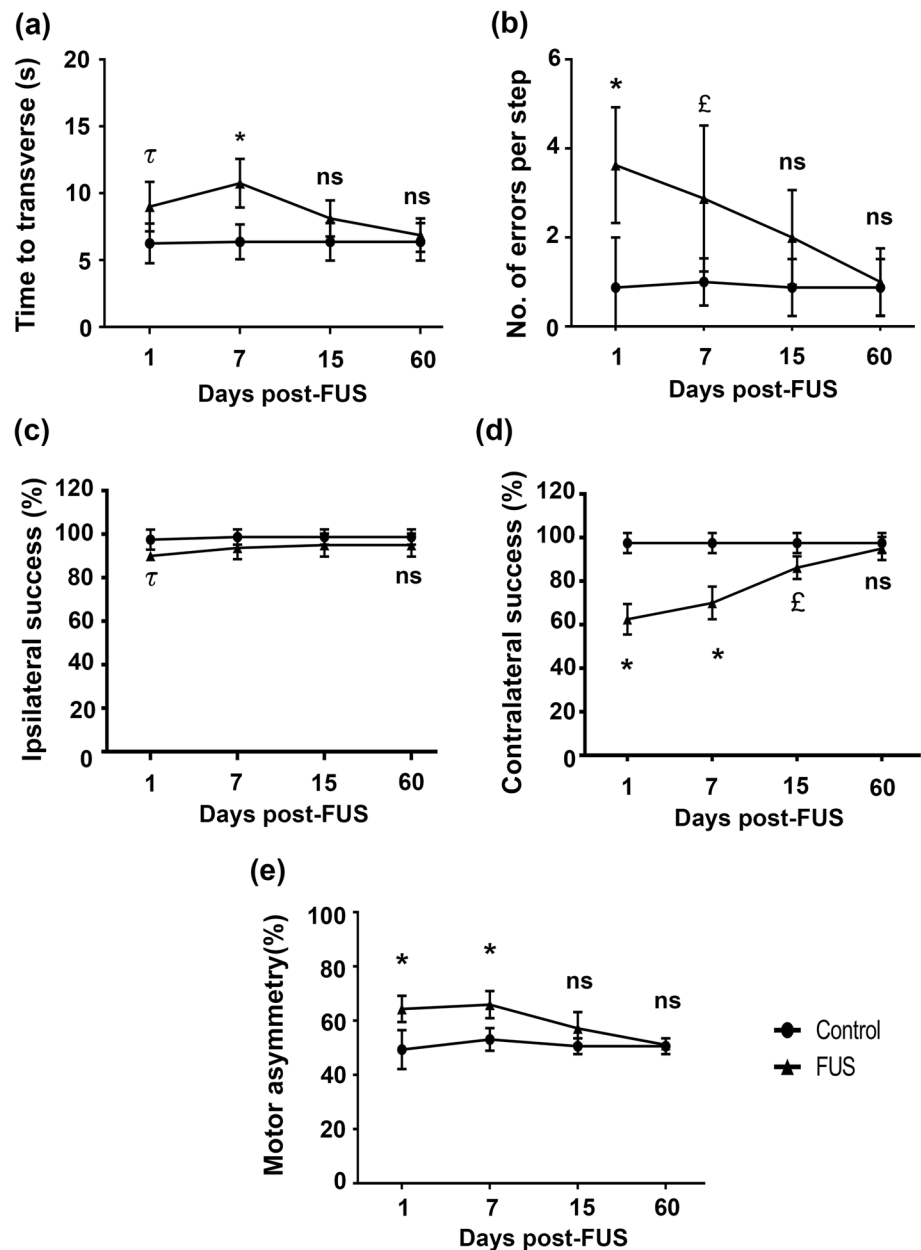 (a)
Time to transverse (s)
20
15
10
5
0
τ
*
ns
ns
1 7 15 60
Days post-FUS
(b)
No. of errors per step
6
4
2
0
*
£
ns
ns
1 7 15 60
Days post-FUS
(c)
Ipsilateral success (%)
120
100
80
60
40
20
0
τ
ns
1 7 15 60
Days post-FUS
(d)
Contralateral success (%)
120
100
80
60
40
20
0
*
*
£
ns
1 7 15 60
Days post-FUS
(e)
Motor asymmetry(%)
100
80
60
40
20
0
*
*
ns
ns
1 7 15 60
Days post-FUS
Control
FUS